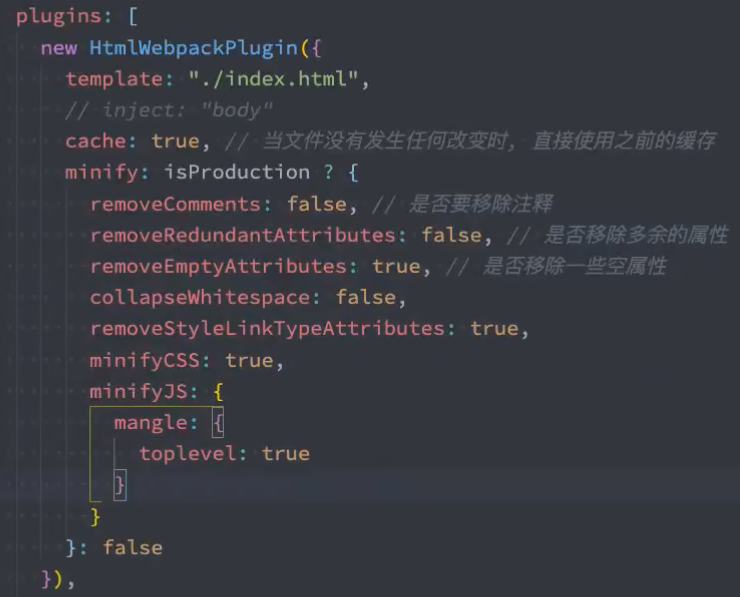 plugins: [
new HtmlWebpackPlugin({
template: "./index.html",
// inject: "body"
cache: true, // 当文件没有发生任何改变时, 直接使用之前的缓存
minify: isProduction ? {
removeComments: false, // 是否要移除注释
removeRedundantAttributes: false, // 是否移除多余的属性
removeEmptyAttributes: true, // 是否移除一些空属性
collapseWhitespace: false,
removeStyleLinkTypeAttributes: true,
minifyCSS: true,
minifyJS: {
mangle: {
toplevel: true
}
}
}: false
}),